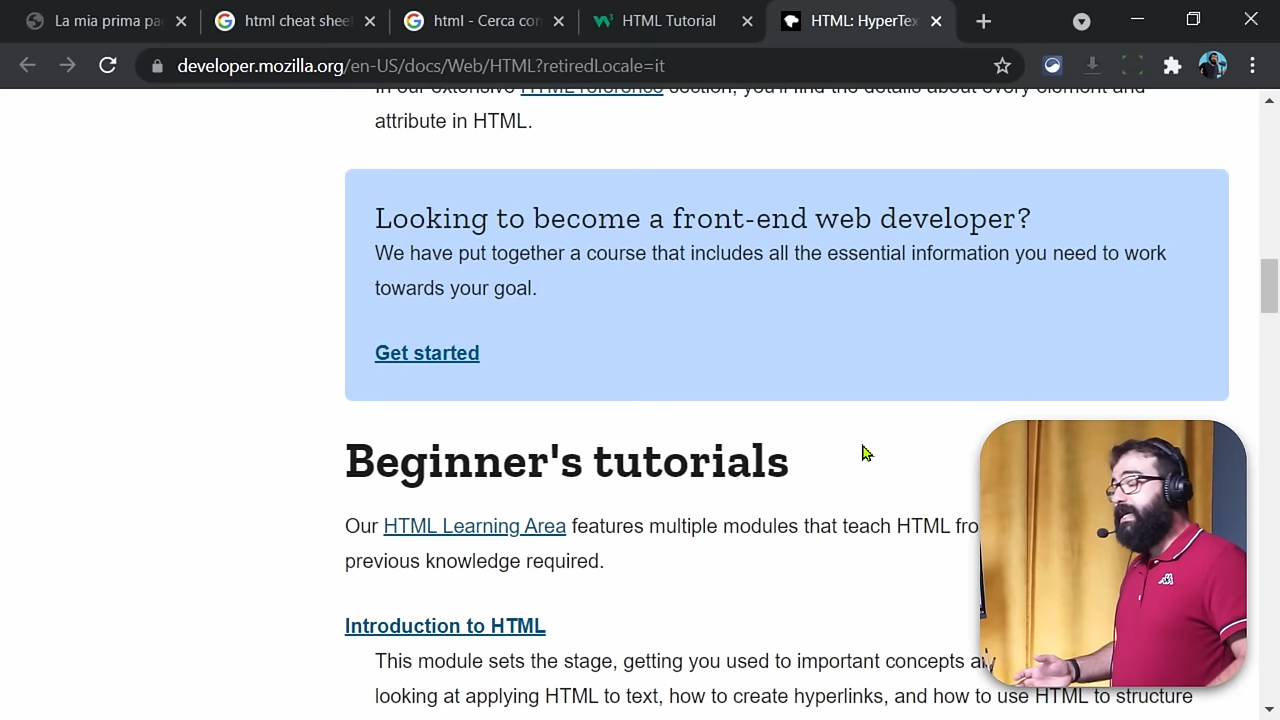 La mia prima pa
html cheat shee
html - Cerca con
HTML Tutorial
HTML: HyperTex
developer.mozilla.org/en-US/docs/Web/HTML?retiredLocale=it
In our extensive HTML reference section, you'll find the details about every element and
attribute in HTML.
Looking to become a front-end web developer?
We have put together a course that includes all the essential information you need to work
towards your goal.
Get started
Beginner's tutorials
Our HTML Learning Area features multiple modules that teach HTML fro
previous knowledge required.
Introduction to HTML
This module sets the stage, getting you used to important concepts an
looking at applying HTML to text, how to create hyperlinks, and how to use HTML to structure